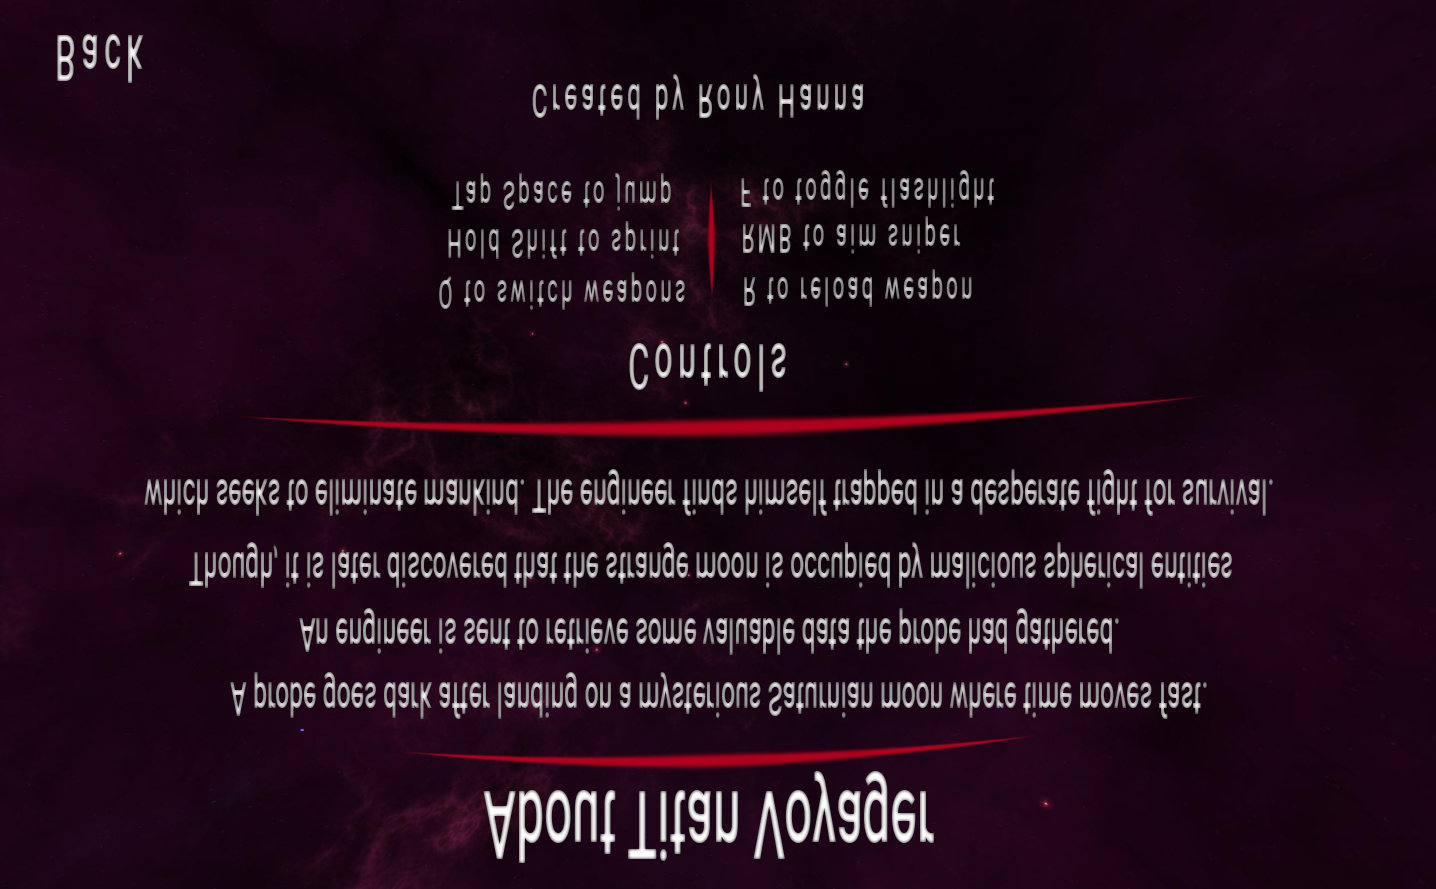 About Titan Voyager
A probe goes dark after landing on a mysterious Saturnian moon where time moves fast.
An engineer is sent to retrieve some valuable data the probe had gathered.
Though, it is later discovered that the strange moon is occupied by malicious spherical entities
which seeks to eliminate mankind. The engineer finds himself trapped in a desperate fight for survival.
Controls
Q to switch weapons
Hold Shift to sprint
Tap Space to jump
R to reload weapon
RMB to aim sniper
F to toggle flashlight
Created by Rony Hanna
Back